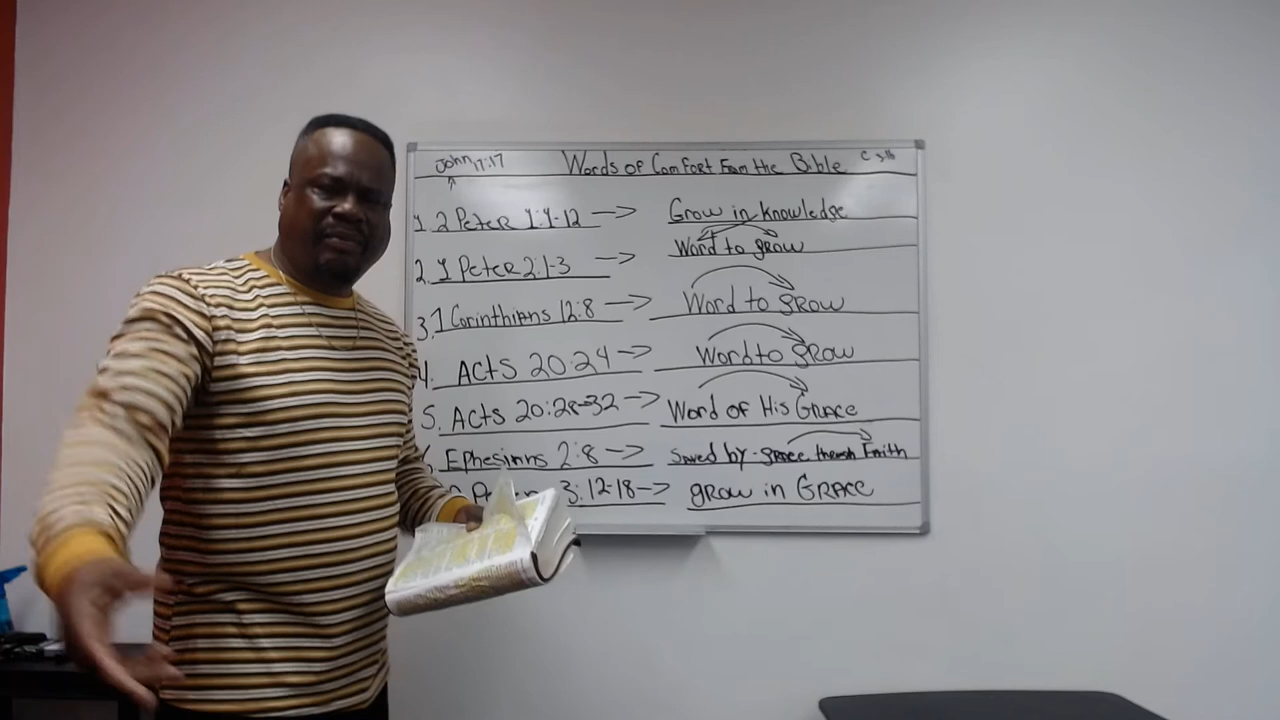 John 17:17 Words of Comfort From the Bible
1. 2 Peter 1:1-12 → Grow in knowledge
2. 1 Peter 2:1-3 → Word to grow
3. 1 Corinthians 12:8 → Word to gRow
4. Acts 20:24 → Word to gRow
5. Acts 20:28-32 → Word of His Grace
Ephesians 2:8 → Saved by grace through Faith
3:12-18 → gRow in GRACE